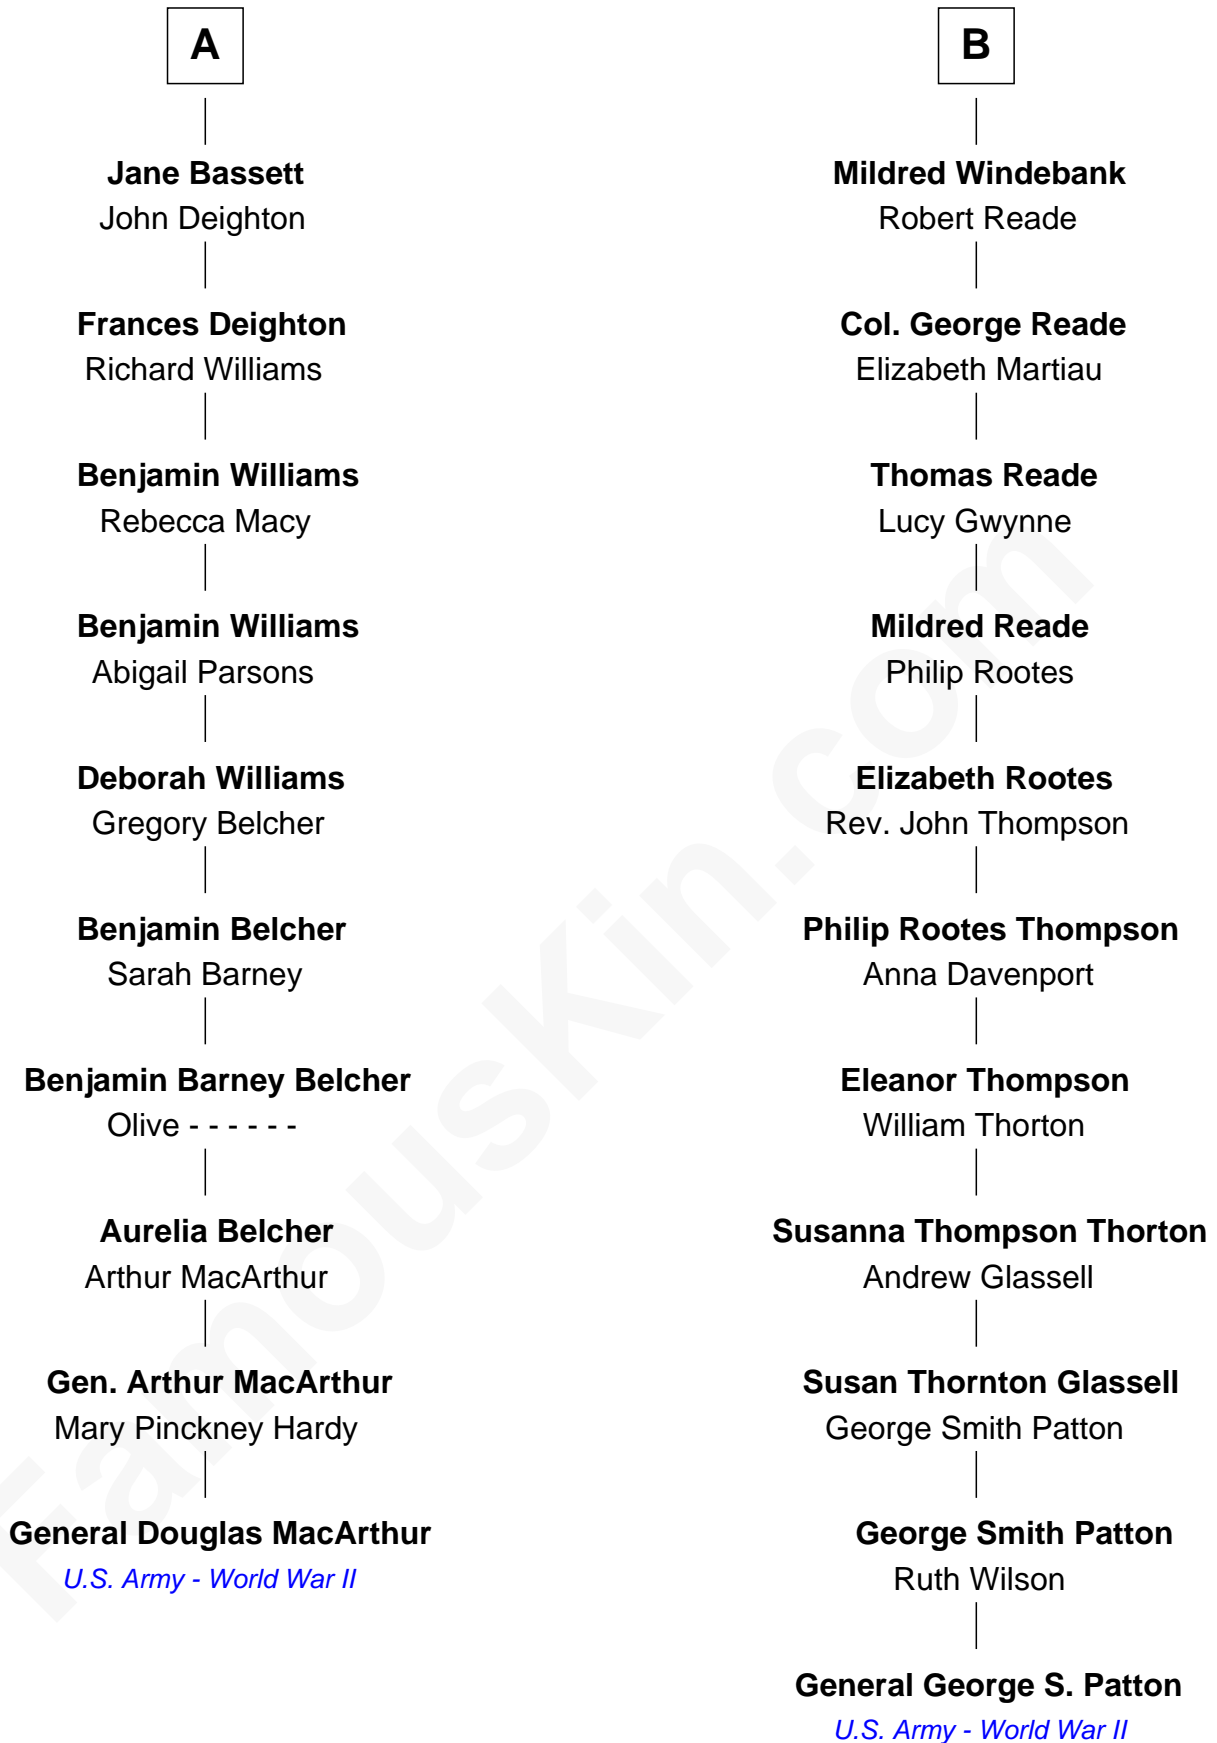 A
Jane Bassett
John Deighton
Frances Deighton
Richard Williams
Benjamin Williams
Rebecca Macy
Benjamin Williams
Abigail Parsons
Deborah Williams
Gregory Belcher
Benjamin Belcher
Sarah Barney
Benjamin Barney Belcher
Olive - - - - - -
Aurelia Belcher
Arthur MacArthur
Gen. Arthur MacArthur
Mary Pinckney Hardy
General Douglas MacArthur
U.S. Army - World War II
B
Mildred Windebank
Robert Reade
Col. George Reade
Elizabeth Martiau
Thomas Reade
Lucy Gwynne
Mildred Reade
Philip Rootes
Elizabeth Rootes
Rev. John Thompson
Philip Rootes Thompson
Anna Davenport
Eleanor Thompson
William Thorton
Susanna Thompson Thorton
Andrew Glassell
Susan Thornton Glassell
George Smith Patton
George Smith Patton
Ruth Wilson
General George S. Patton
U.S. Army - World War II
FamousKin.com